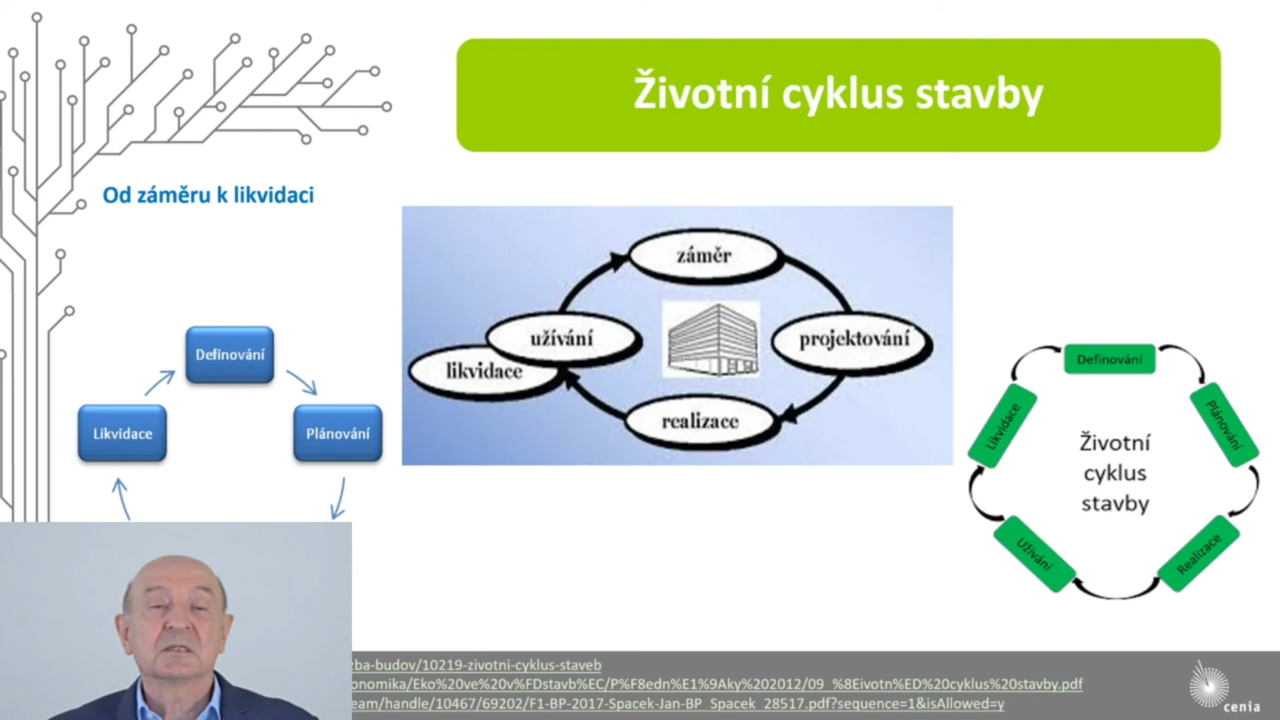 Životní cyklus stavby
Od záměru k likvidaci
Definování
Likvidace
Plánování
záměr
užívání
projektování
likvidace
realizace
Definování
Likvidace
Plánování
Životní
cyklus
stavby
Užívání
Realizace
zba-budov/10219-zivotni-cyklus-staveb
onomika/Eko%20ve%20v%FDstavb%EC/P%F8edn%E1%9Aky%202012/09_%8Eivotn%ED%20cyklus%20stavby.pdf
eam/handle/10467/69202/F1-BP-2017-Spacek-Jan-BP_Spacek_28517.pdf?sequence=1&isAllowed=y
cenia